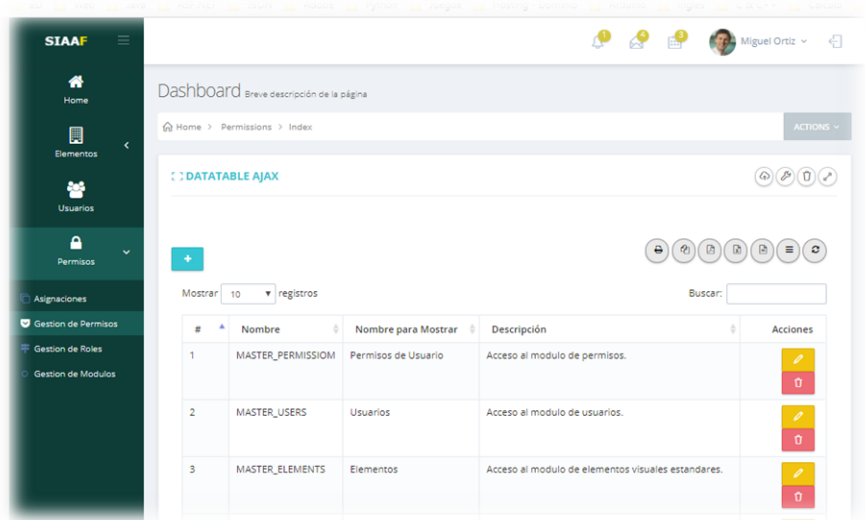 SIAAF
1
4
3
Miguel Ortiz
Home
Elementos
Usuarios
Permisos
Asignaciones
Gestion de Permisos
Gestion de Roles
Gestion de Modulos
Dashboard Breve descripción de la página
Home > Permissions > Index
ACTIONS
DATATABLE AJAX
+
Mostrar 10 registros
Buscar:
# Nombre Nombre para Mostrar Descripción Acciones
1 MASTER_PERMISSIOM Permisos de Usuario Acceso al modulo de permisos.
2 MASTER_USERS Usuarios Acceso al modulo de usuarios.
3 MASTER_ELEMENTS Elementos Acceso al modulo de elementos visuales estandares.